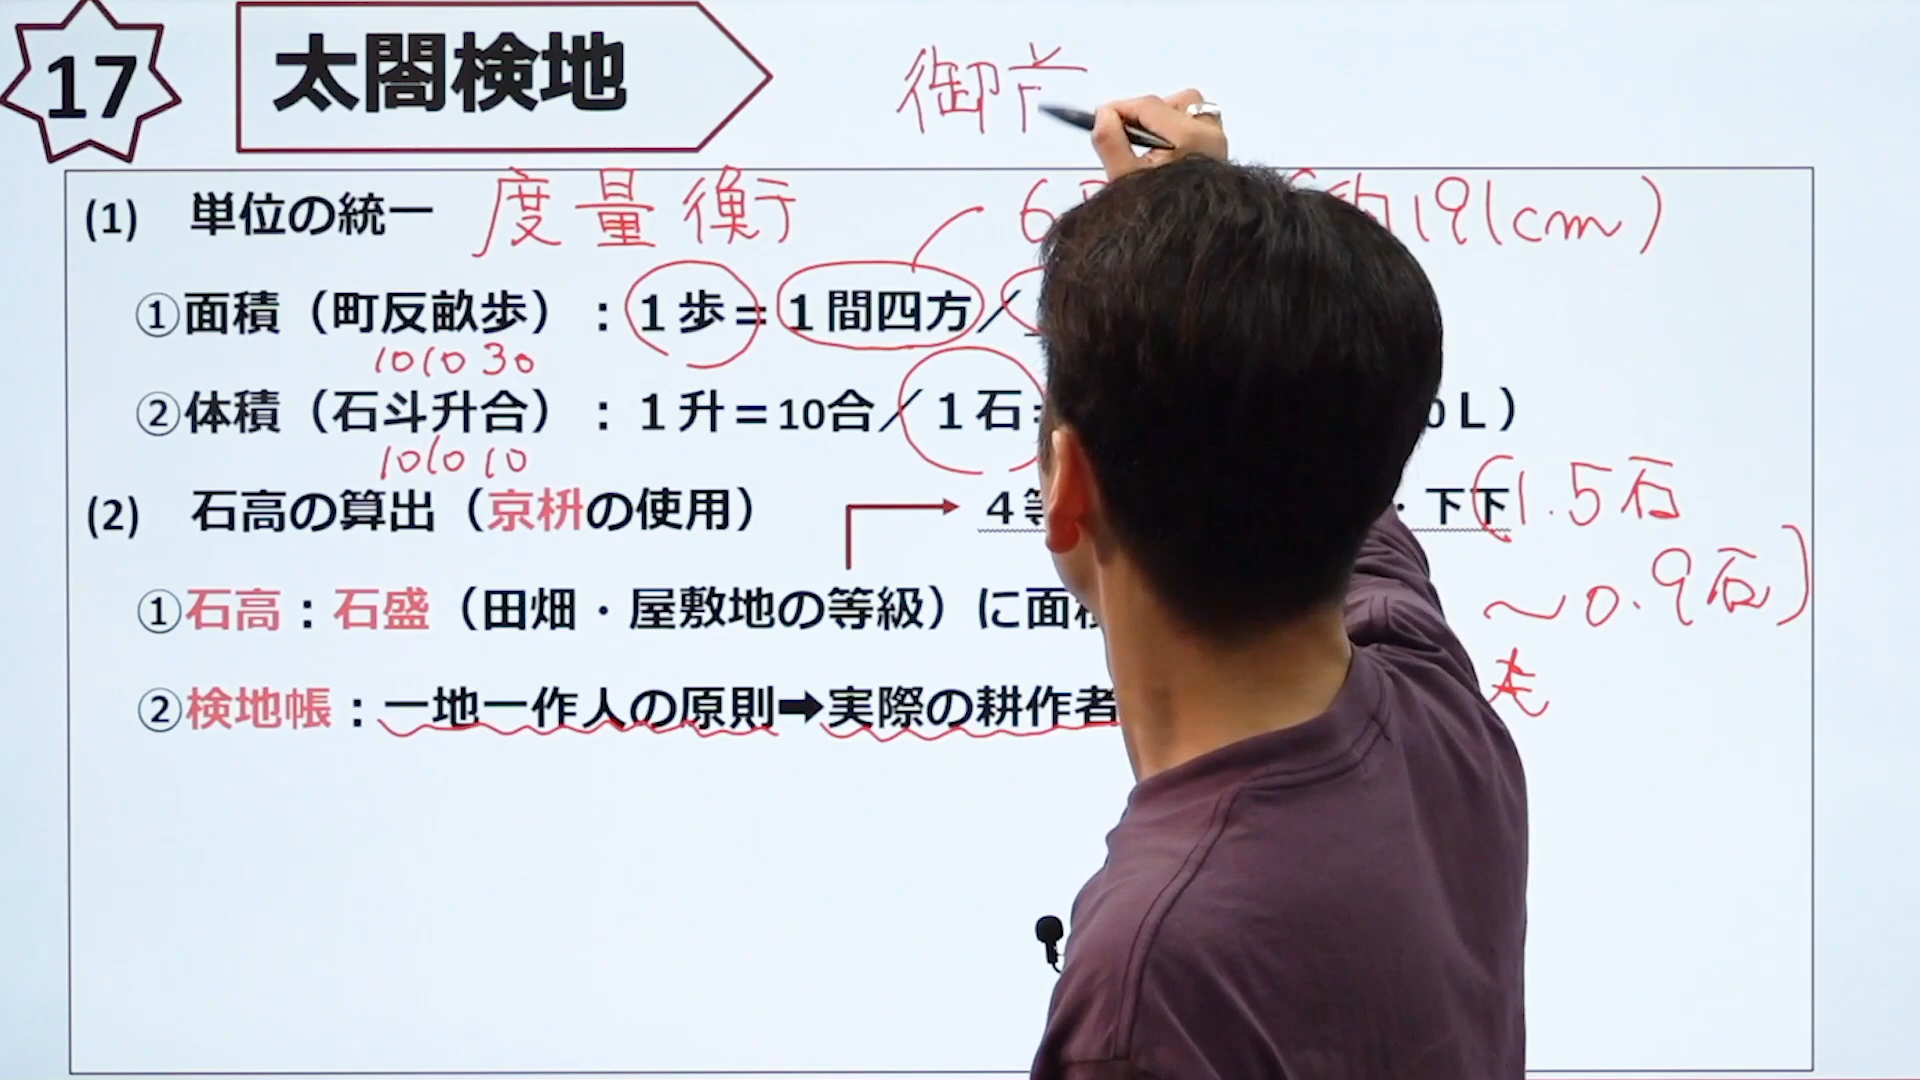 17
太閤検地
御
(1) 単位の統一 度量衡 6 約191cm)
①面積（町反畝歩）：１歩＝１間四方／
10 10 30
②体積（石斗升合）：１升＝10合／１石 0Ｌ）
10 10 10
(2) 石高の算出（京枡の使用） ４等 ・下下 (1.5石
～0.9石)
①石高：石盛（田畑・屋敷地の等級）に面積
②検地帳：一地一作人の原則➡実際の耕作者